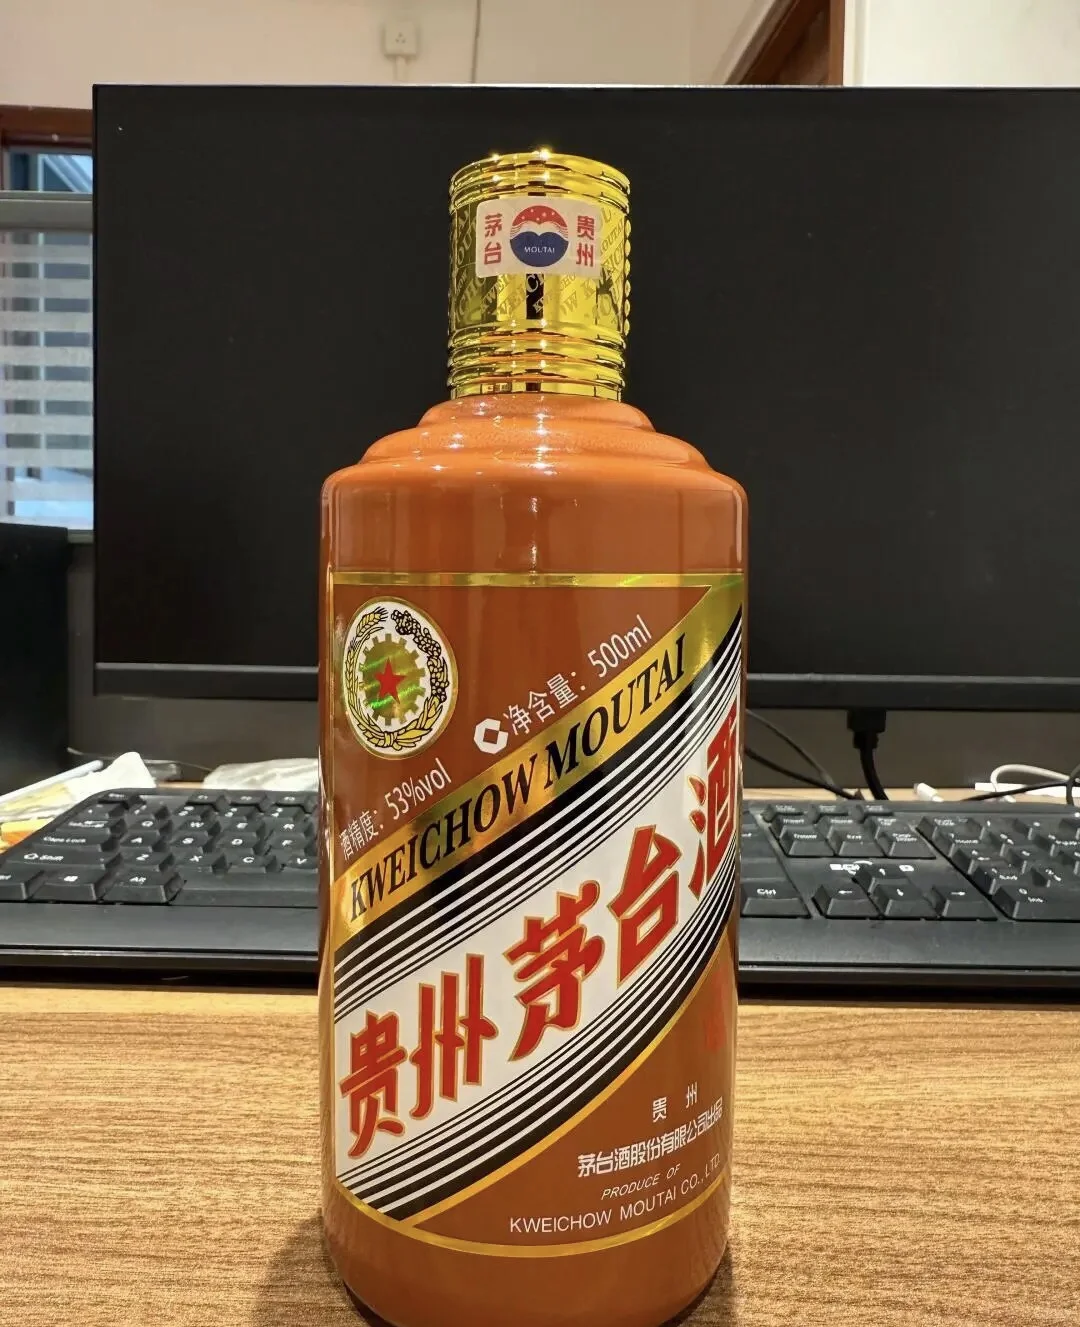 贵州
茅台
MOUTAI
净含量：500ml
酒精度：53%vol
KWEICHOW MOUTAI
贵州茅台酒
贵州
茅台酒股份有限公司出品
PRODUCE OF
KWEICHOW MOUTAI CO., LTD.